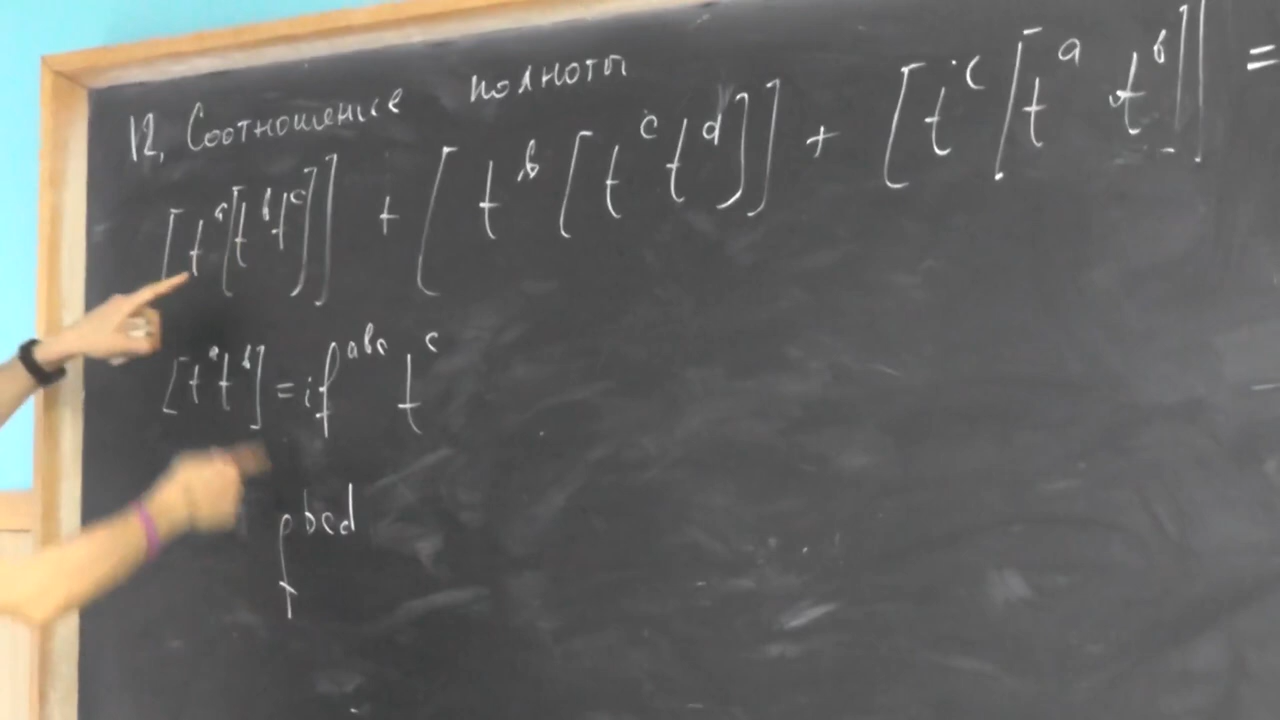 12. Соотношение полноты
[t^a[t^b t^c]] + [t^b[t^c t^d]] + [t^c[t^a t^b]] =
[t^a t^b] = if^{abc} t^c
f^{bcd}